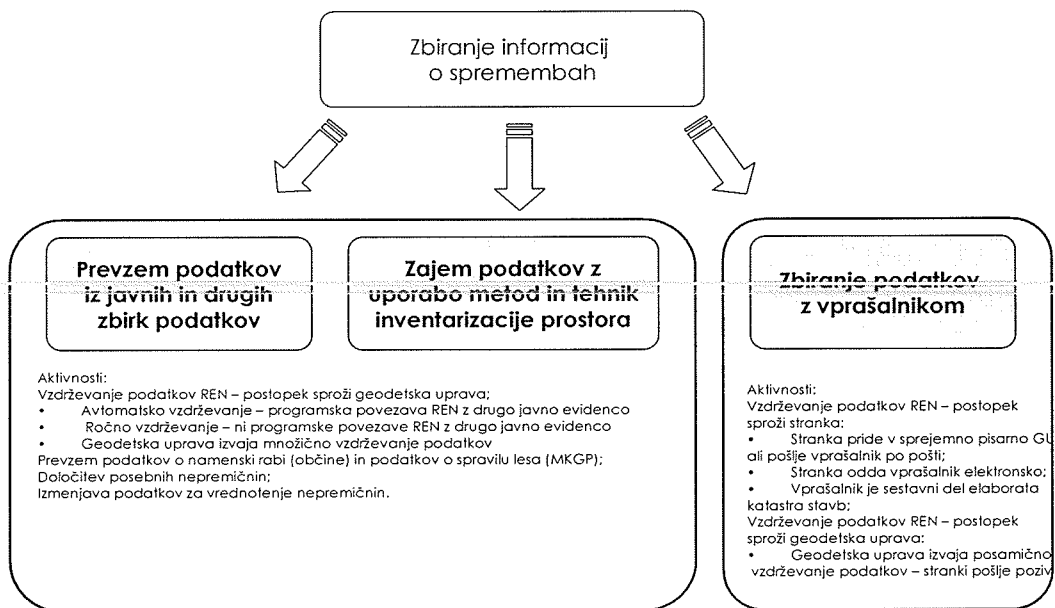 Zbiranje informacij
o spremembah
Prevzem podatkov
iz javnih in drugih
zbirk podatkov
Zajem podatkov z
uporabo metod in tehnik
inventarizacije prostora
Aktivnosti:
Vzdrževanje podatkov REN – postopek sproži geodetska uprava;
• Avtomatsko vzdrževanje – programska povezava REN z drugo javno evidenco
• Ročno vzdrževanje – ni programske povezave REN z drugo javno evidenco
• Geodetska uprava izvaja množično vzdrževanje podatkov
Prevzem podatkov o namenski rabi (občine) in podatkov o spravilu lesa (MKGP);
Določitev posebnih nepremičnin;
Izmenjava podatkov za vrednotenje nepremičnin.
Zbiranje podatkov
z vprašalnikom
Aktivnosti:
Vzdrževanje podatkov REN – postopek
sproži stranka:
• Stranka pride v sprejemno pisarno GU
ali pošlje vprašalnik po pošti;
• Stranka odda vprašalnik elektronsko;
• Vprašalnik je sestavni del elaborata
katastra stavb;
Vzdrževanje podatkov REN – postopek
sproži geodetska uprava:
• Geodetska uprava izvaja posamično
vzdrževanje podatkov – stranki pošlje poziv